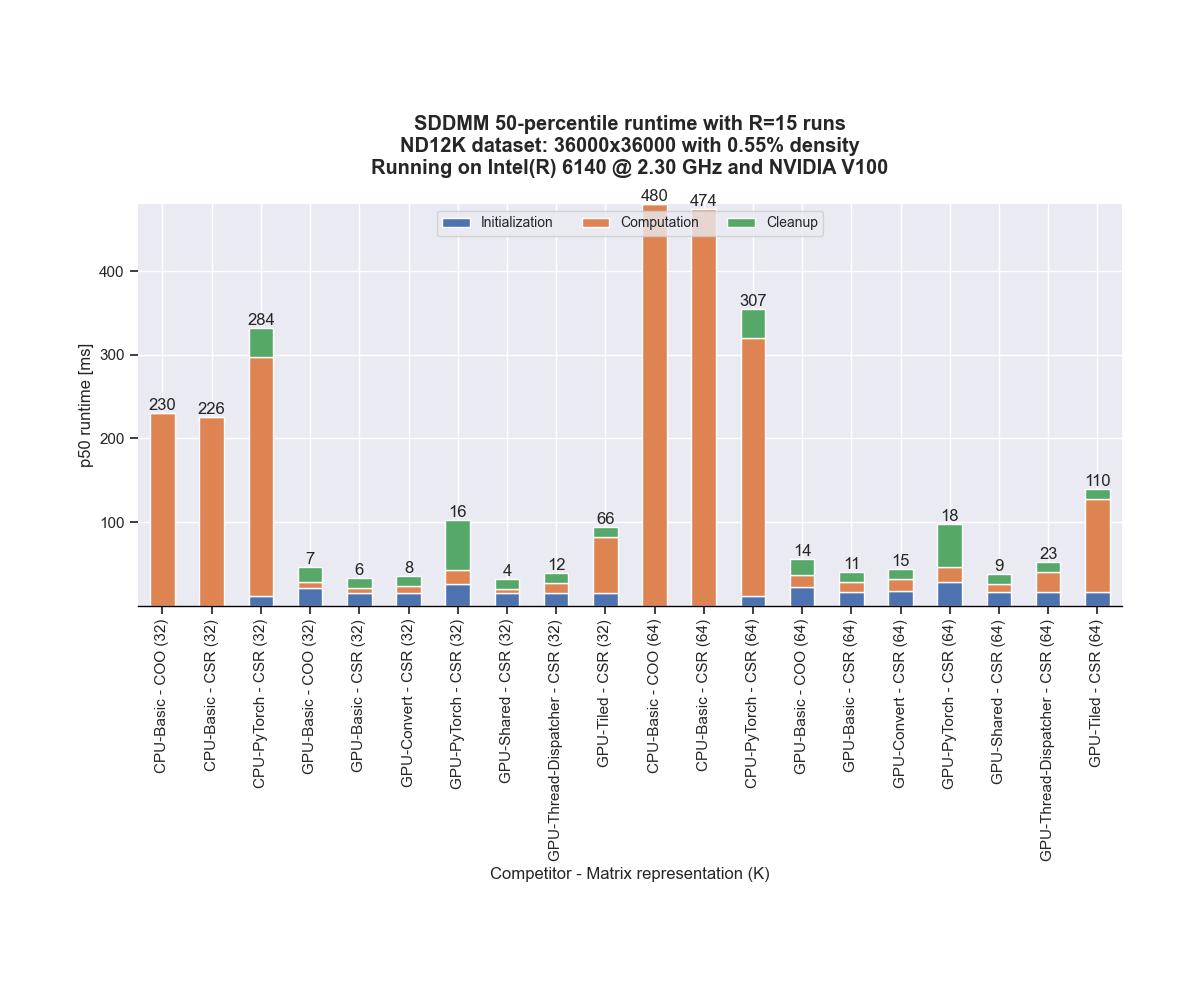 SDDMM 50-percentile runtime with R=15 runs
ND12K dataset: 36000x36000 with 0.55% density
Running on Intel(R) 6140 @ 2.30 GHz and NVIDIA V100
480
474
Initialization
Computation
Cleanup
400
300
200
100
p50 runtime [ms]
230
226
284
7
6
8
16
4
12
66
307
14
11
15
18
9
23
110
CPU-Basic - COO (32)
CPU-Basic - CSR (32)
CPU-PyTorch - CSR (32)
GPU-Basic - COO (32)
GPU-Basic - CSR (32)
GPU-Convert - CSR (32)
GPU-PyTorch - CSR (32)
GPU-Shared - CSR (32)
GPU-Thread-Dispatcher - CSR (32)
GPU-Tiled - CSR (32)
CPU-Basic - COO (64)
CPU-Basic - CSR (64)
CPU-PyTorch - CSR (64)
GPU-Basic - COO (64)
GPU-Basic - CSR (64)
GPU-Convert - CSR (64)
GPU-PyTorch - CSR (64)
GPU-Shared - CSR (64)
GPU-Thread-Dispatcher - CSR (64)
GPU-Tiled - CSR (64)
Competitor - Matrix representation (K)